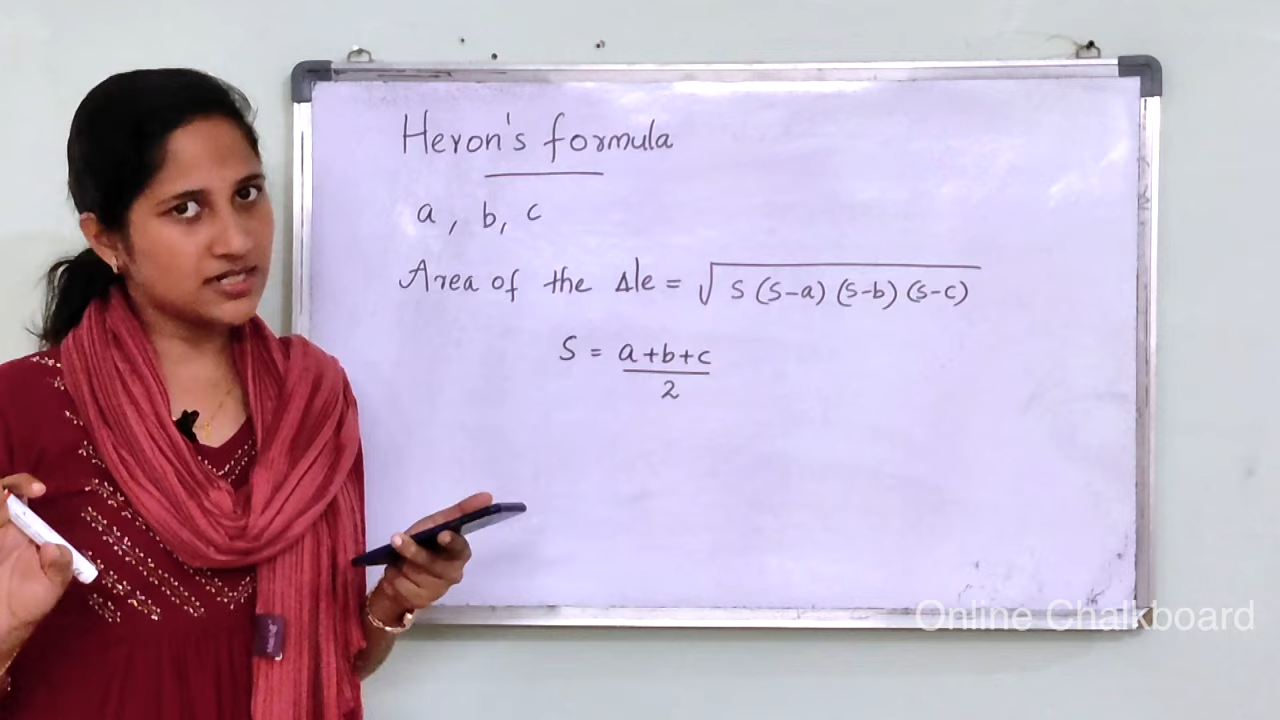 Heron's formula
a, b, c
Area of the Δle = √s(s-a)(s-b)(s-c)
S = a+b+c
2
Online Chalkboard